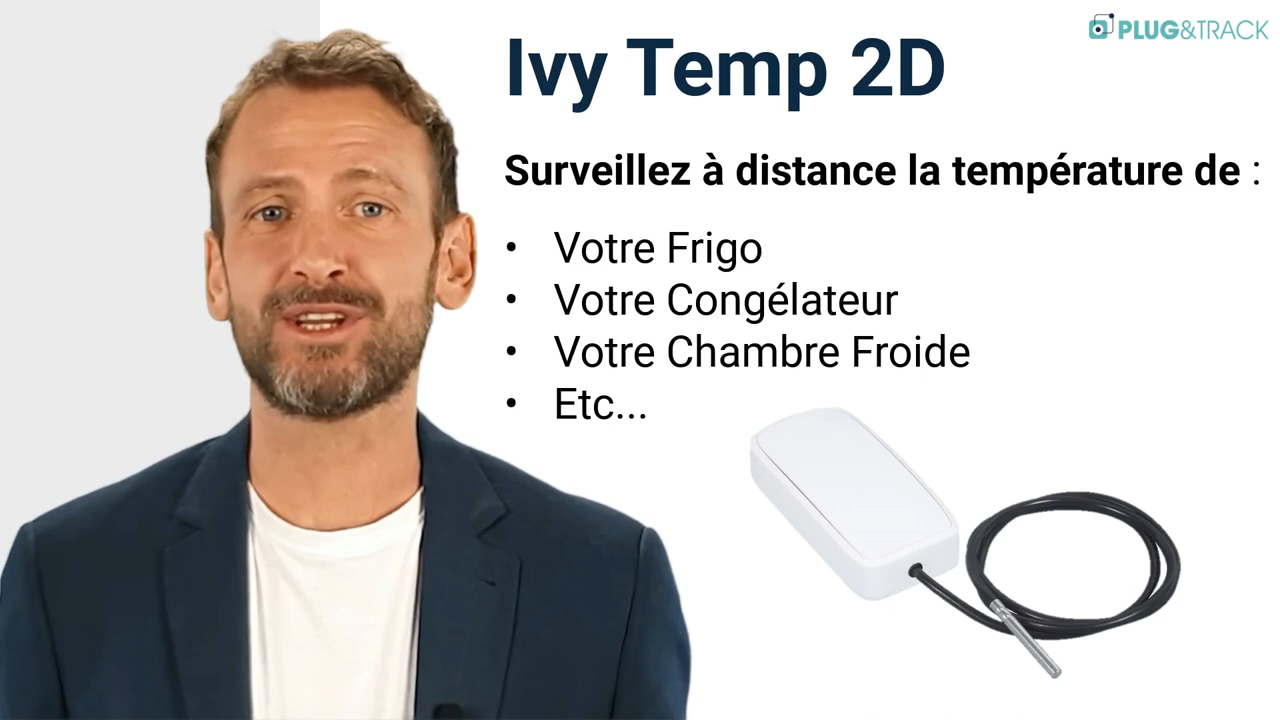 PLUG&TRACK
Ivy Temp 2D
Surveillez à distance la température de :
• Votre Frigo
• Votre Congélateur
• Votre Chambre Froide
• Etc...